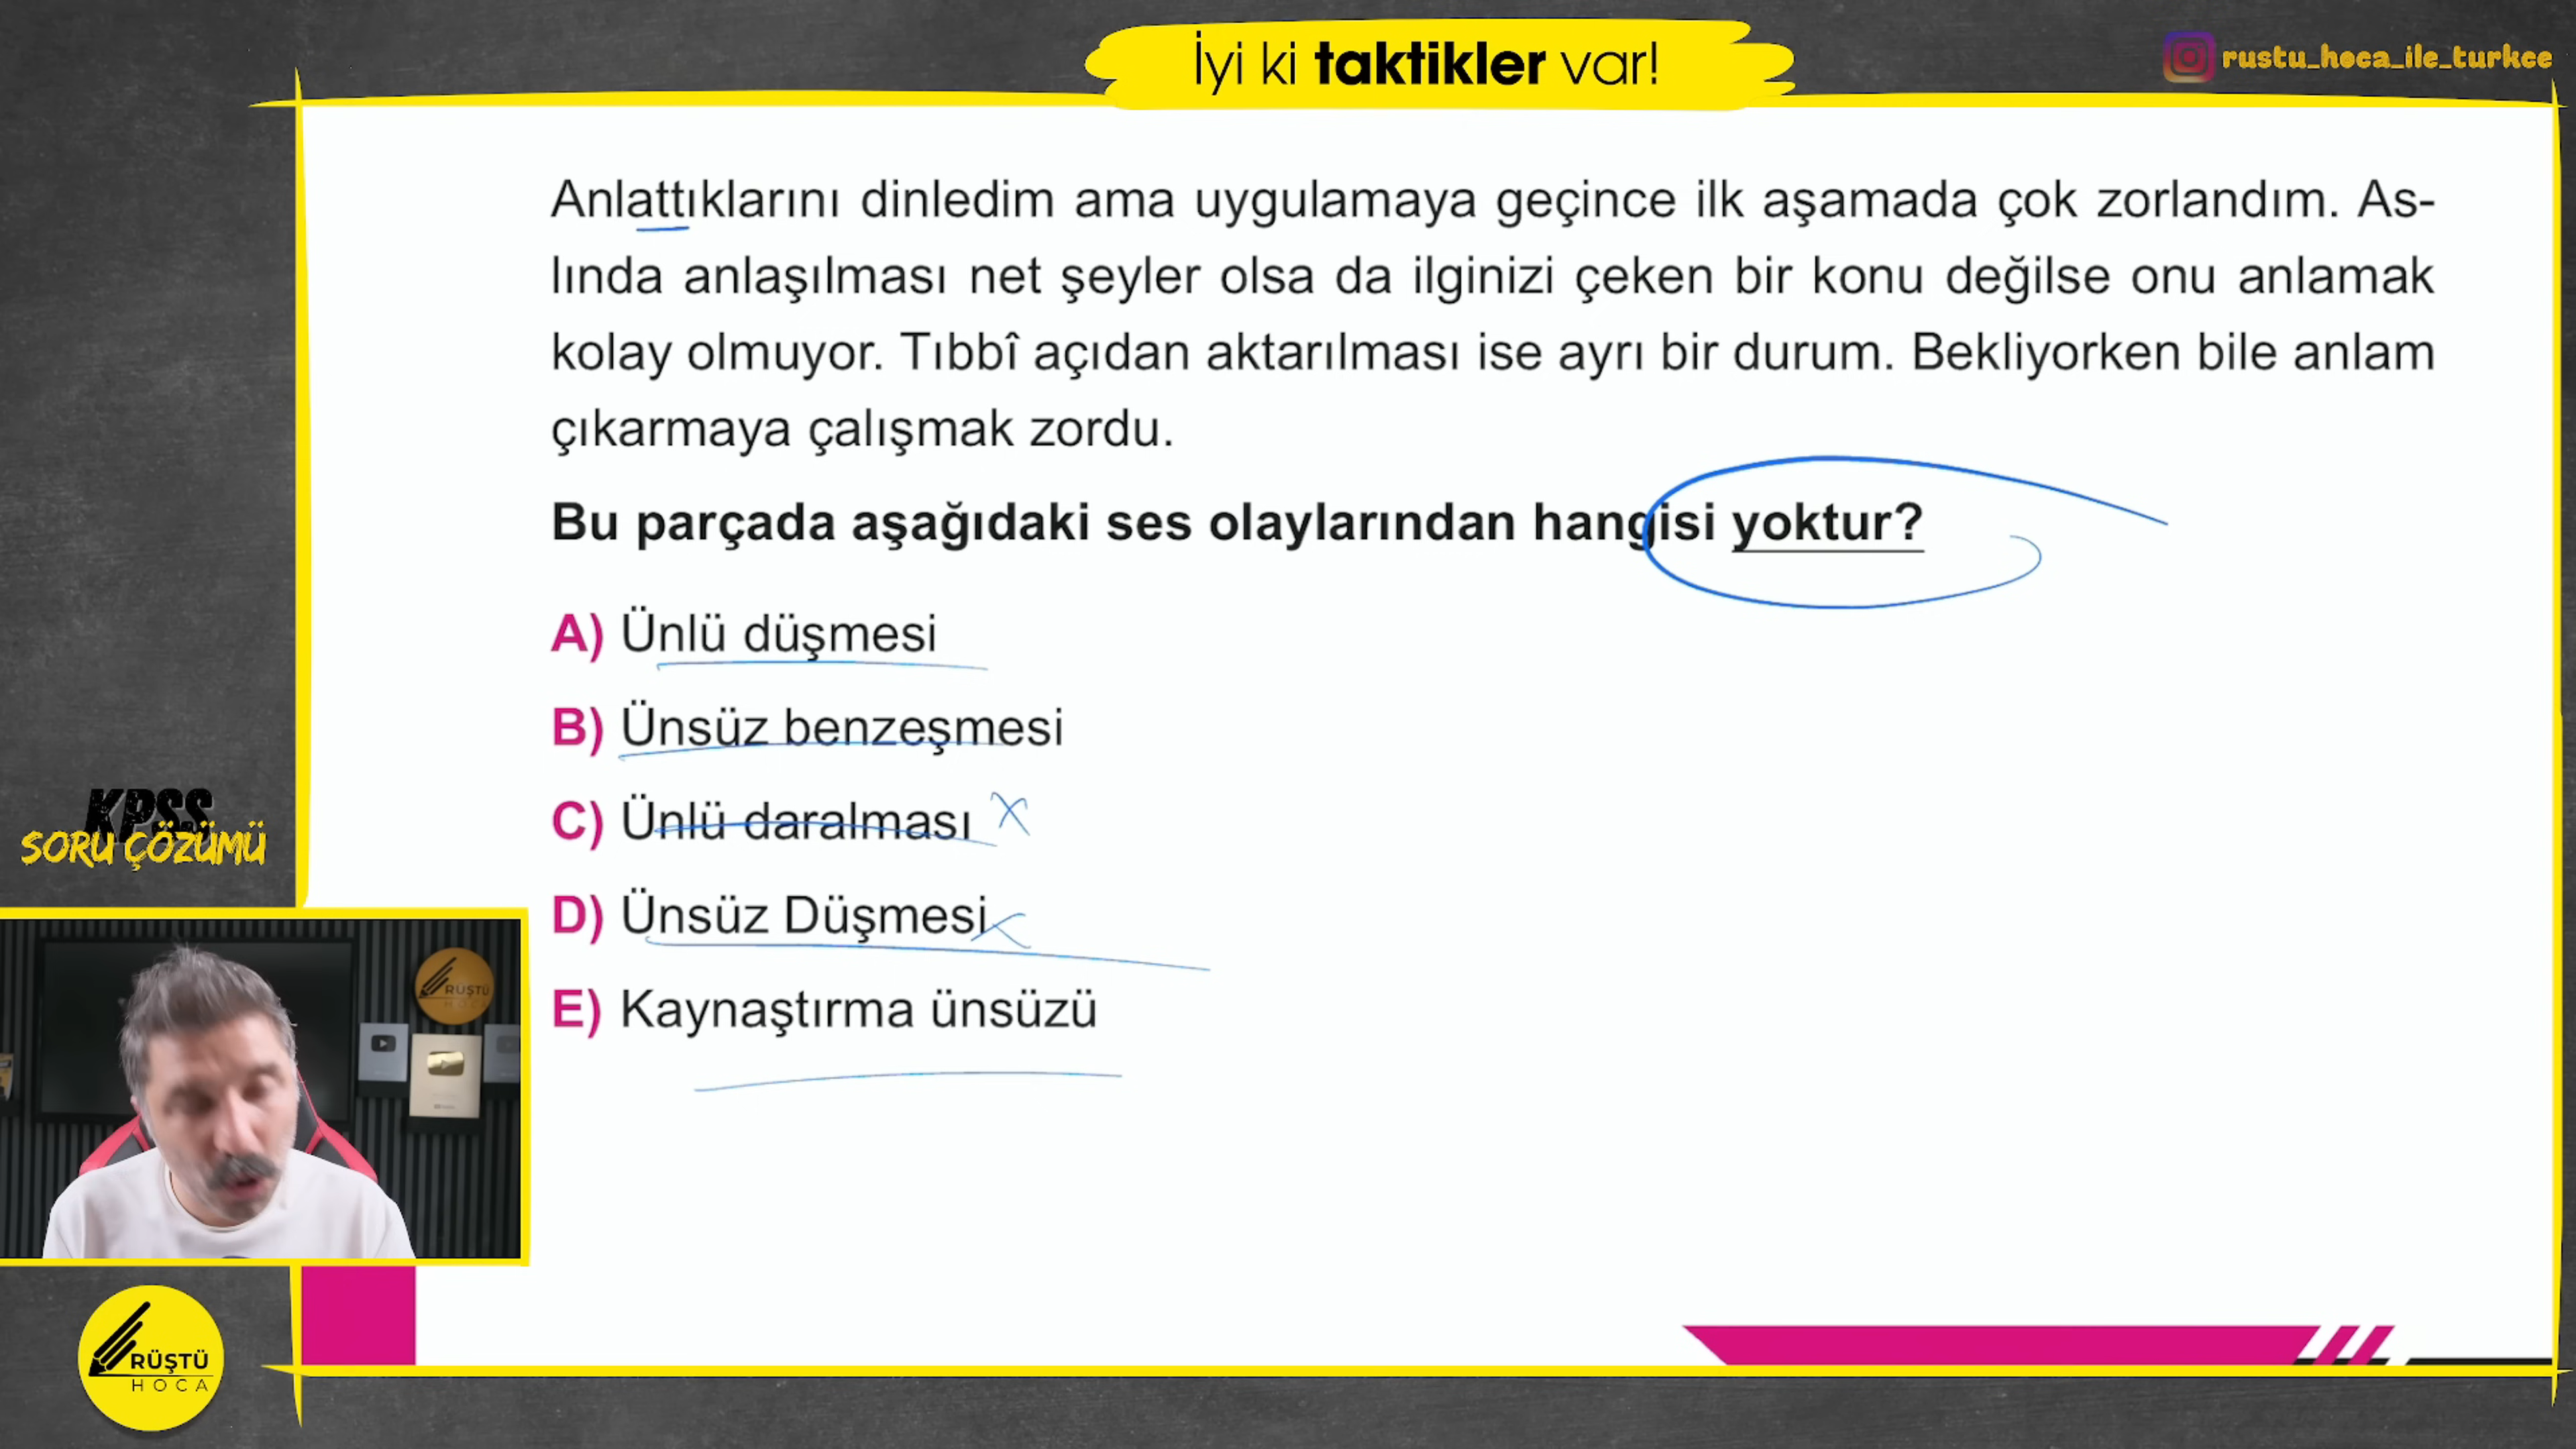 İyi ki taktikler var!
rustu_hoca_ile_turkce
Anlattıklarını dinledim ama uygulamaya geçince ilk aşamada çok zorlandım. As-
lında anlaşılması net şeyler olsa da ilginizi çeken bir konu değilse onu anlamak
kolay olmuyor. Tıbbî açıdan aktarılması ise ayrı bir durum. Bekliyorken bile anlam
çıkarmaya çalışmak zordu.
Bu parçada aşağıdaki ses olaylarından hangisi yoktur?
A) Ünlü düşmesi
B) Ünsüz benzeşmesi
C) Ünlü daralması
D) Ünsüz Düşmesi
E) Kaynaştırma ünsüzü
KPSS
SORU ÇÖZÜMÜ
RÜŞTÜ
HOCA
RÜŞTÜ
HOCA